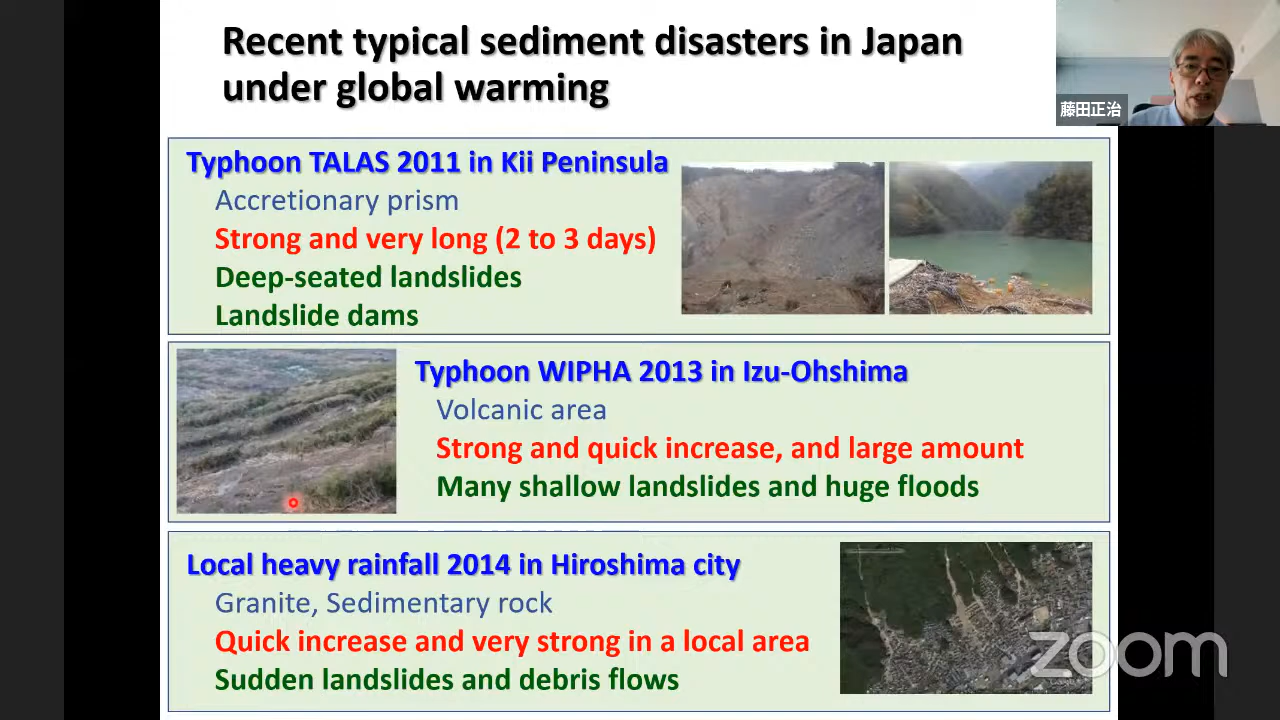 Recent typical sediment disasters in Japan
under global warming
藤田正治
Typhoon TALAS 2011 in Kii Peninsula
Accretionary prism
Strong and very long (2 to 3 days)
Deep-seated landslides
Landslide dams
Typhoon WIPHA 2013 in Izu-Ohshima
Volcanic area
Strong and quick increase, and large amount
Many shallow landslides and huge floods
Local heavy rainfall 2014 in Hiroshima city
Granite, Sedimentary rock
Quick increase and very strong in a local area
Sudden landslides and debris flows
zoom